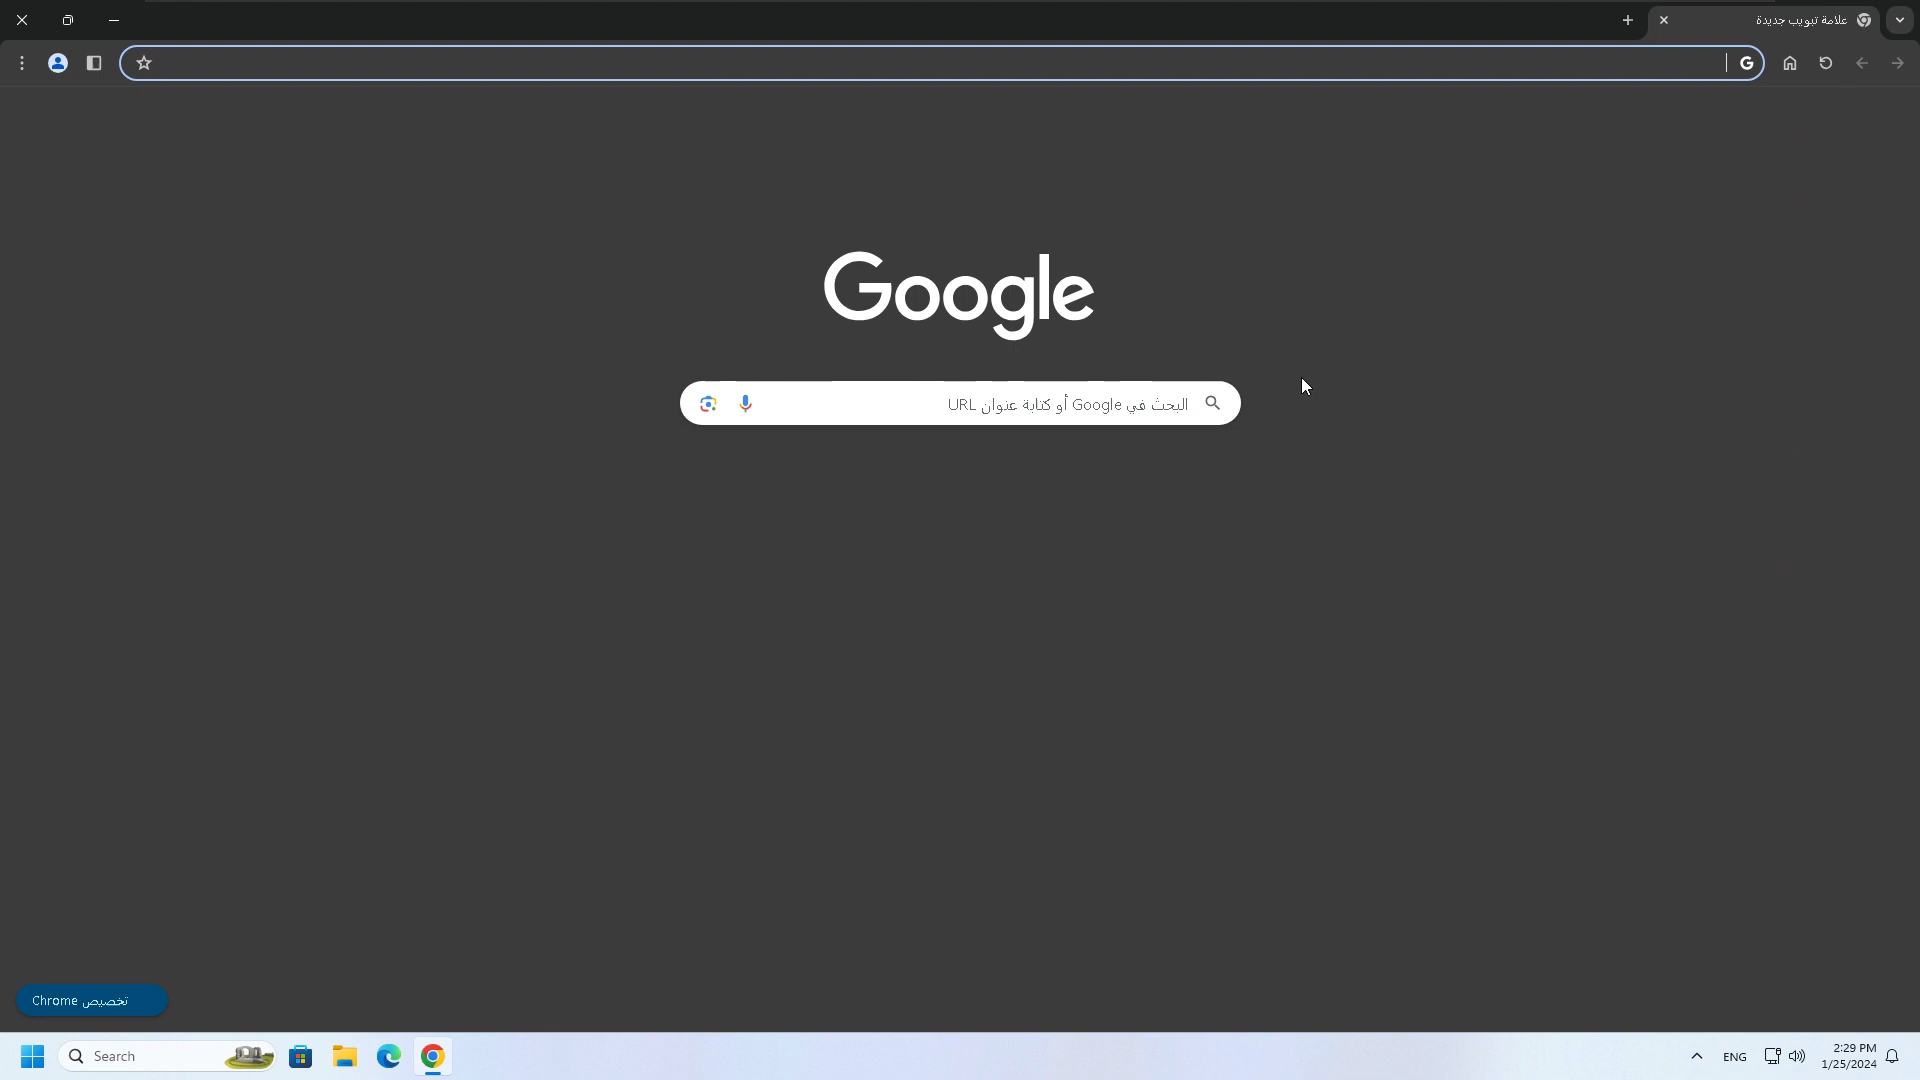 علامة تبويب جديدة
Google
البحث في Google أو كتابة عنوان URL
تخصيص Chrome
Search
ENG
2:29 PM
1/25/2024